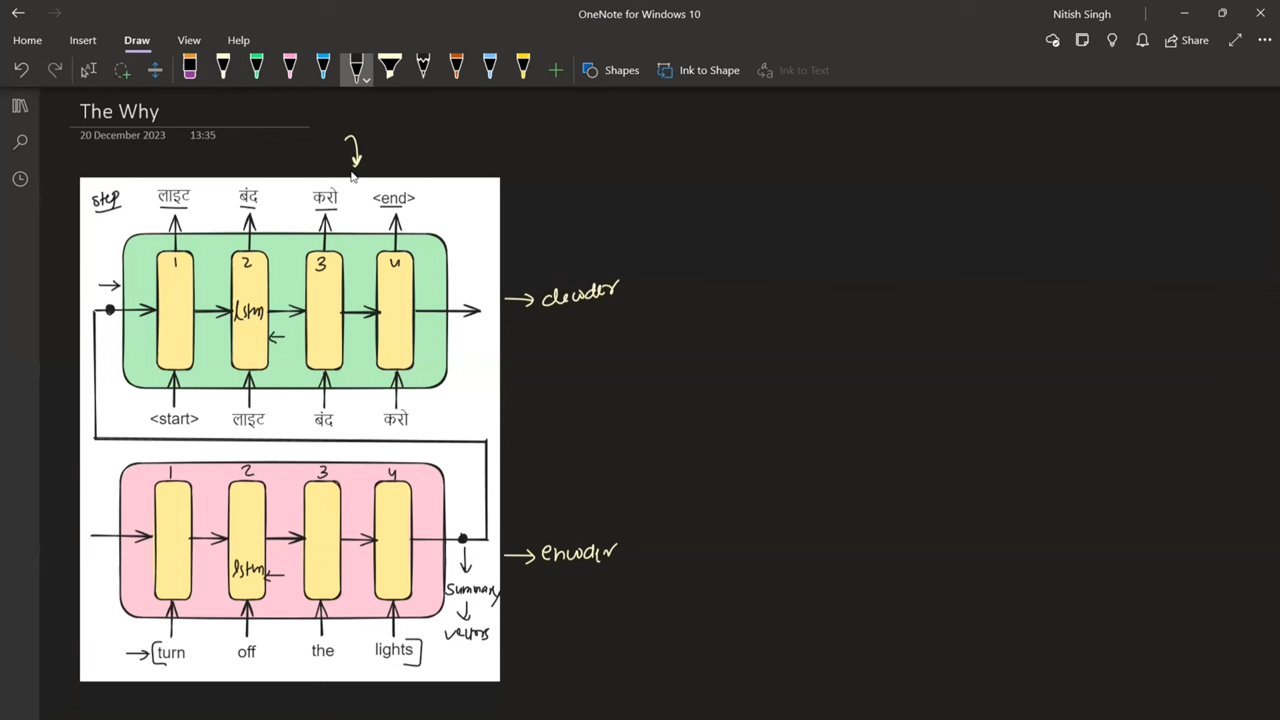 OneNote for Windows 10
Nitish Singh
Home Insert Draw View Help
Share
Shapes Ink to Shape Ink to Text
The Why
20 December 2023 13:35
step लाइट बंद करो <end>
1 2 3 4
lstm
→ decoder
<start> लाइट बंद करो
1 2 3 4
lstm
→ encoder
summary
vectors
→ [turn off the lights]